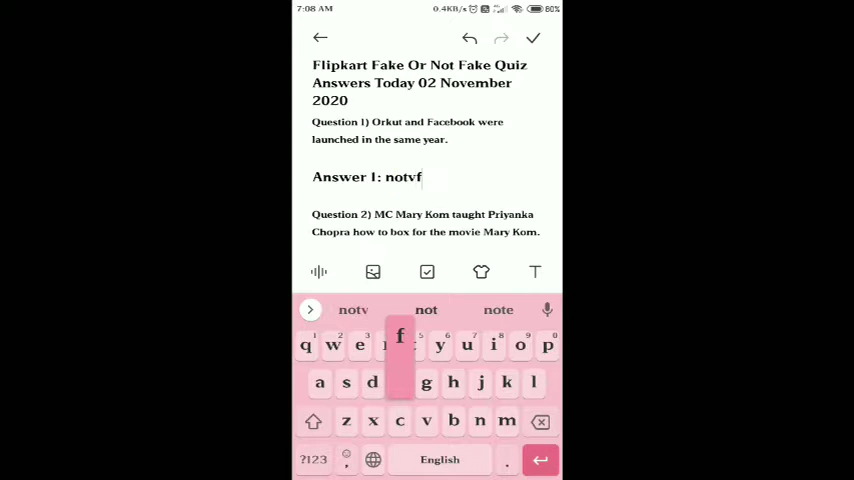 7:08 AM 0.4KB/s 60%
Flipkart Fake Or Not Fake Quiz
Answers Today 02 November
2020
Question 1) Orkut and Facebook were
launched in the same year.
Answer 1: notvf
Question 2) MC Mary Kom taught Priyanka
Chopra how to box for the movie Mary Kom.
T
notv not note
f
1 2 3 5 6 7 8 9 0
q w e y u i o p
a s d g h j k l
z x c v b n m
?123 , English .